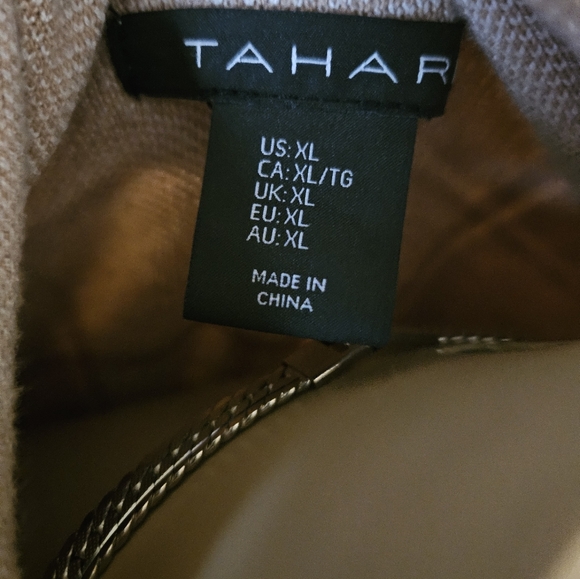 TAHAR
US: XL
CA: XL/TG
UK: XL
EU: XL
AU: XL
MADE IN
CHINA